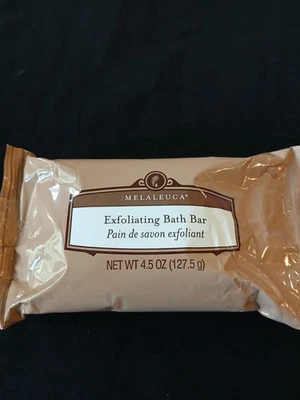 MELALEUCA®
Exfoliating Bath Bar
Pain de savon exfoliant
NET WT 4.5 OZ (127.5 g)